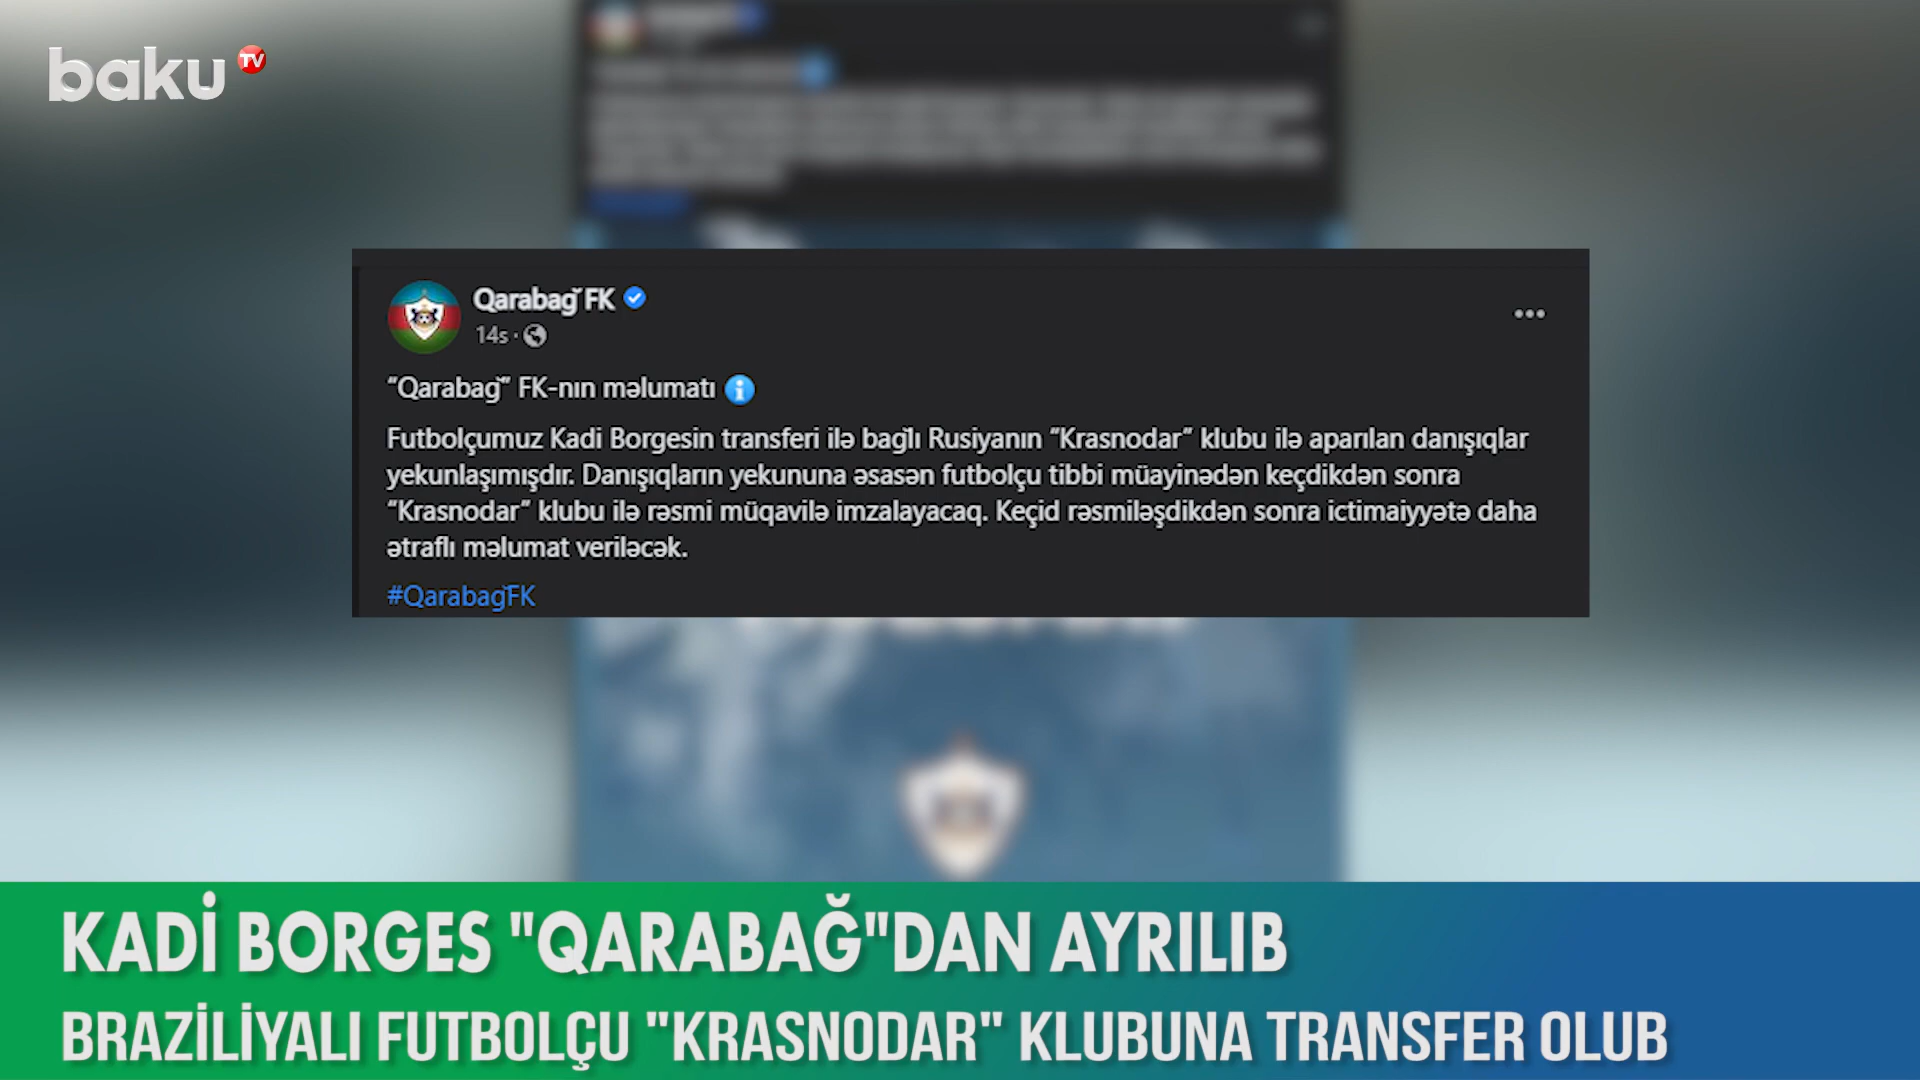 baku TV
Qarabağ FK
14s ·
“Qarabağ” FK-nın məlumatı
Futbolçumuz Kadi Borgesin transferi ilə bağlı Rusiyanın “Krasnodar” klubu ilə aparılan danışıqlar
yekunlaşımışdır. Danışıqların yekununa əsasən futbolçu tibbi müayinədən keçdikdən sonra
“Krasnodar” klubu ilə rəsmi müqavilə imzalayacaq. Keçid rəsmiləşdikdən sonra ictimaiyyətə daha
ətraflı məlumat veriləcək.
#QarabağFK
KADİ BORGES "QARABAĞ"DAN AYRILIB
BRAZİLİYALI FUTBOLÇU "KRASNODAR" KLUBUNA TRANSFER OLUB